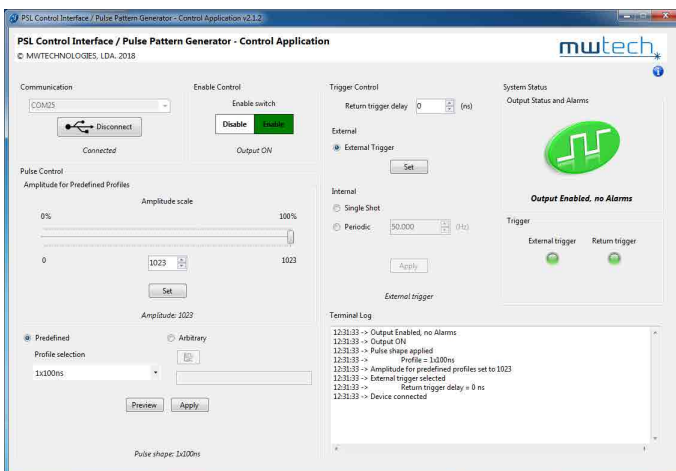 PSL Control Interface / Pulse Pattern Generator - Control Application v2.1.2
PSL Control Interface / Pulse Pattern Generator - Control Application
© MWTECHNOLOGIES, LDA. 2018
mwtech
Communication
COM25
Disconnect
Connected
Enable Control
Enable switch
Disable
Enable
Output ON
Pulse Control
Amplitude for Predefined Profiles
Amplitude scale
0%
100%
0
1023
1023
Set
Amplitude: 1023
Predefined
Arbitrary
Profile selection
1x100ns
Preview
Apply
Pulse shape: 1x100ns
Trigger Control
Return trigger delay 0 (ns)
External
External Trigger
Set
Internal
Single Shot
Periodic 50.000 (Hz)
Apply
External trigger
System Status
Output Status and Alarms
Output Enabled, no Alarms
Trigger
External trigger
Return trigger
Terminal Log
12:31:33 -> Output Enabled, no Alarms
12:31:33 -> Output ON
12:31:33 -> Pulse shape applied
12:31:33 -> Profile = 1x100ns
12:31:33 -> Amplitude for predefined profiles set to 1023
12:31:33 -> External trigger selected
12:31:33 -> Return trigger delay = 0 ns
12:31:33 -> Device connected